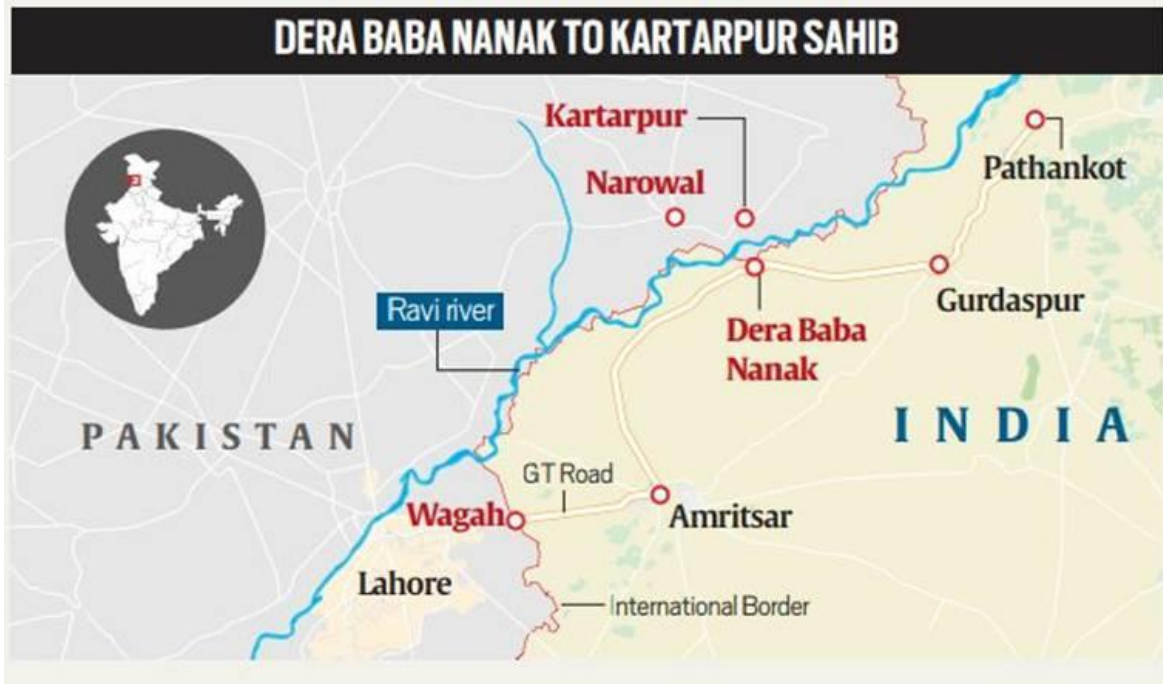 DERA BABA NANAK TO KARTARPUR SAHIB
Kartarpur
Pathankot
Narowal
Gurdaspur
Ravi river
Dera Baba
Nanak
PAKISTAN
INDIA
GT Road
Wagah
Amritsar
Lahore
International Border